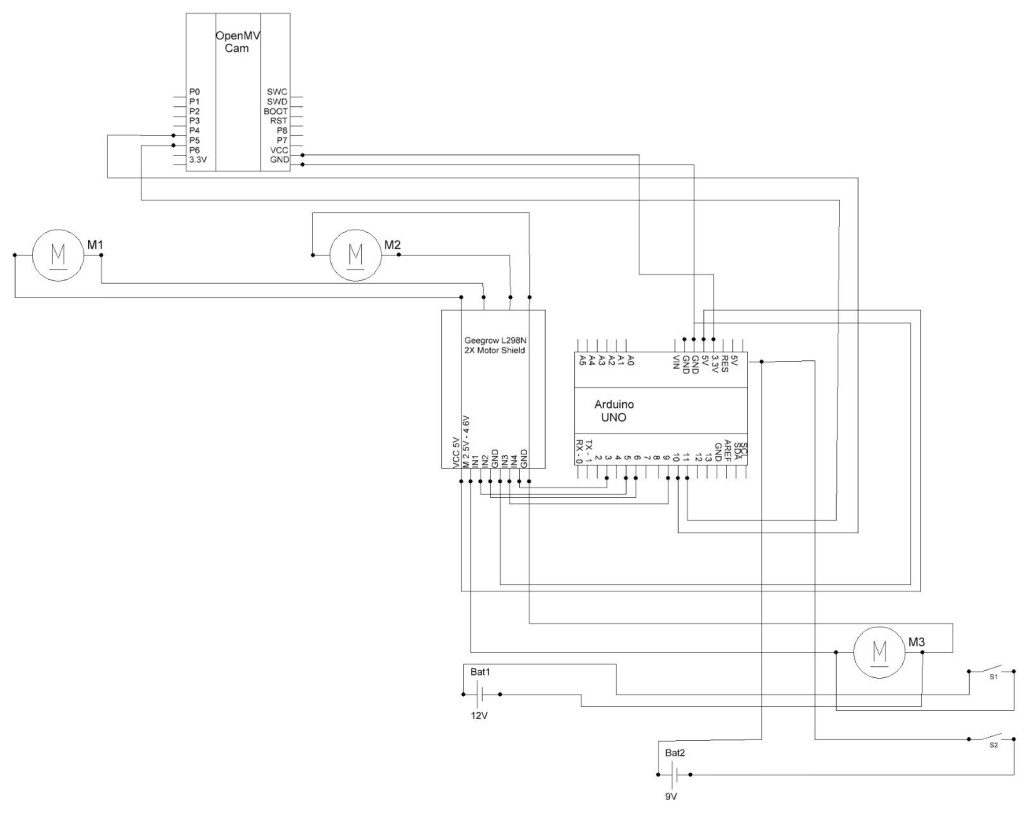 OpenMV
Cam
P0
P1
P2
P3
P4
P5
P6
3.3V
SWC
SWD
BOOT
RST
P8
P7
VCC
GND
M
M1
M
M2
Geegrow L298N
2X Motor Shield
VCC 5V
M 2.5V - 4.6V
IN1
IN2
GND
IN3
IN4
GND
A5
A4
A3
A2
A1
A0
VIN
GND
GND
5V
3.3V
RES
5V
Arduino
UNO
RX - 0
TX - 1
2
3
4
5
6
7
8
9
10
11
12
13
GND
AREF
SDA
SCL
M
M3
Bat1
12V
S1
S2
Bat2
9V